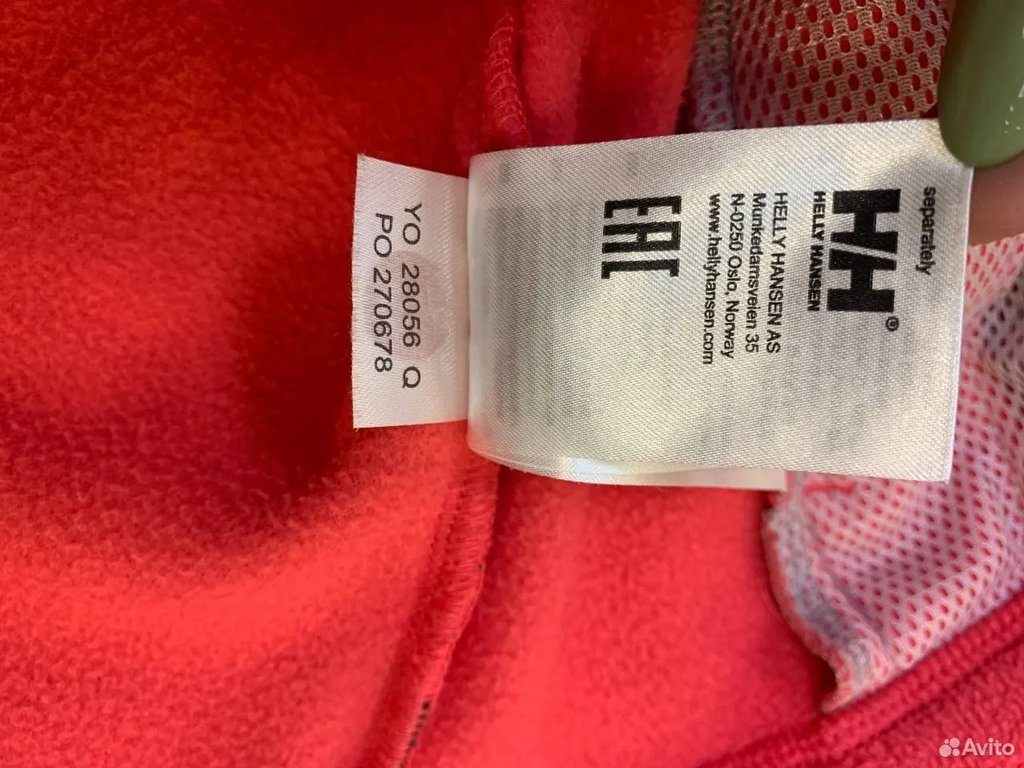 separately
HH®
HELLY HANSEN
HELLY HANSEN AS
Munkedamsveien 35
N-0250 Oslo, Norway
www.hellyhansen.com
EAC
YO 28056 Q
PO 270678
Avito